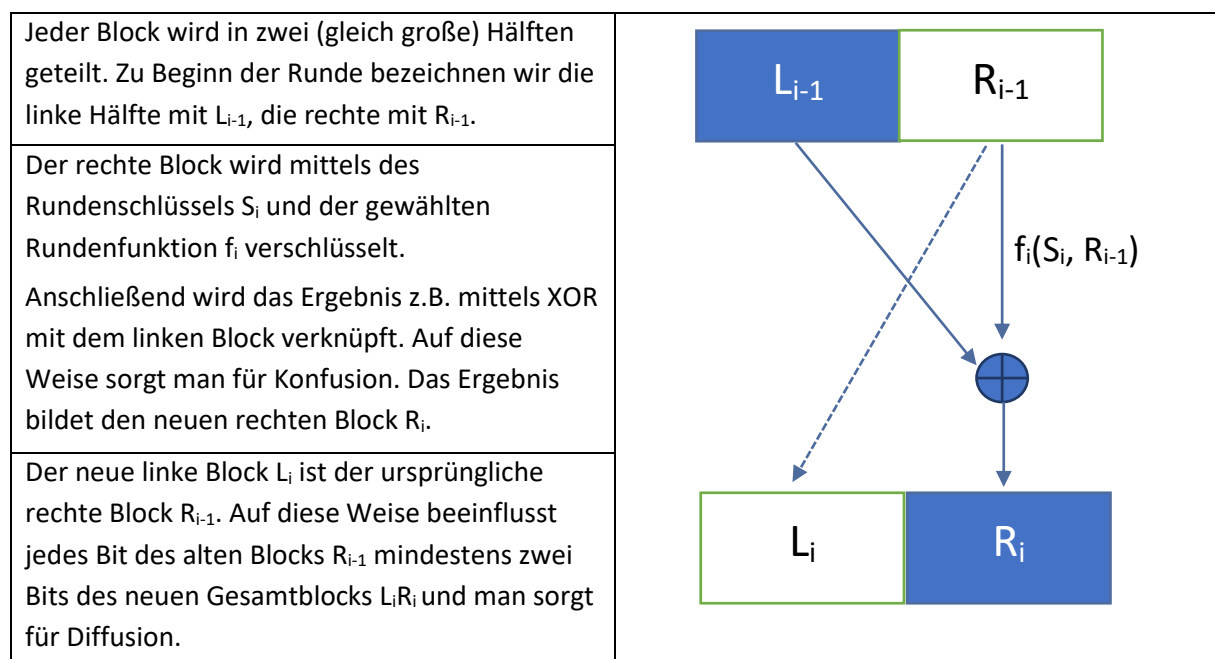 Jeder Block wird in zwei (gleich große) Hälften
geteilt. Zu Beginn der Runde bezeichnen wir die
linke Hälfte mit Lᵢ₋₁, die rechte mit Rᵢ₋₁.
Der rechte Block wird mittels des
Rundenschlüssels Sᵢ und der gewählten
Rundenfunktion fᵢ verschlüsselt.
Anschließend wird das Ergebnis z.B. mittels XOR
mit dem linken Block verknüpft. Auf diese
Weise sorgt man für Konfusion. Das Ergebnis
bildet den neuen rechten Block Rᵢ.
Der neue linke Block Lᵢ ist der ursprüngliche
rechte Block Rᵢ₋₁. Auf diese Weise beeinflusst
jedes Bit des alten Blocks Rᵢ₋₁ mindestens zwei
Bits des neuen Gesamtblocks LᵢRᵢ und man sorgt
für Diffusion.
Lᵢ₋₁ Rᵢ₋₁
fᵢ(Sᵢ, Rᵢ₋₁)
Lᵢ Rᵢ